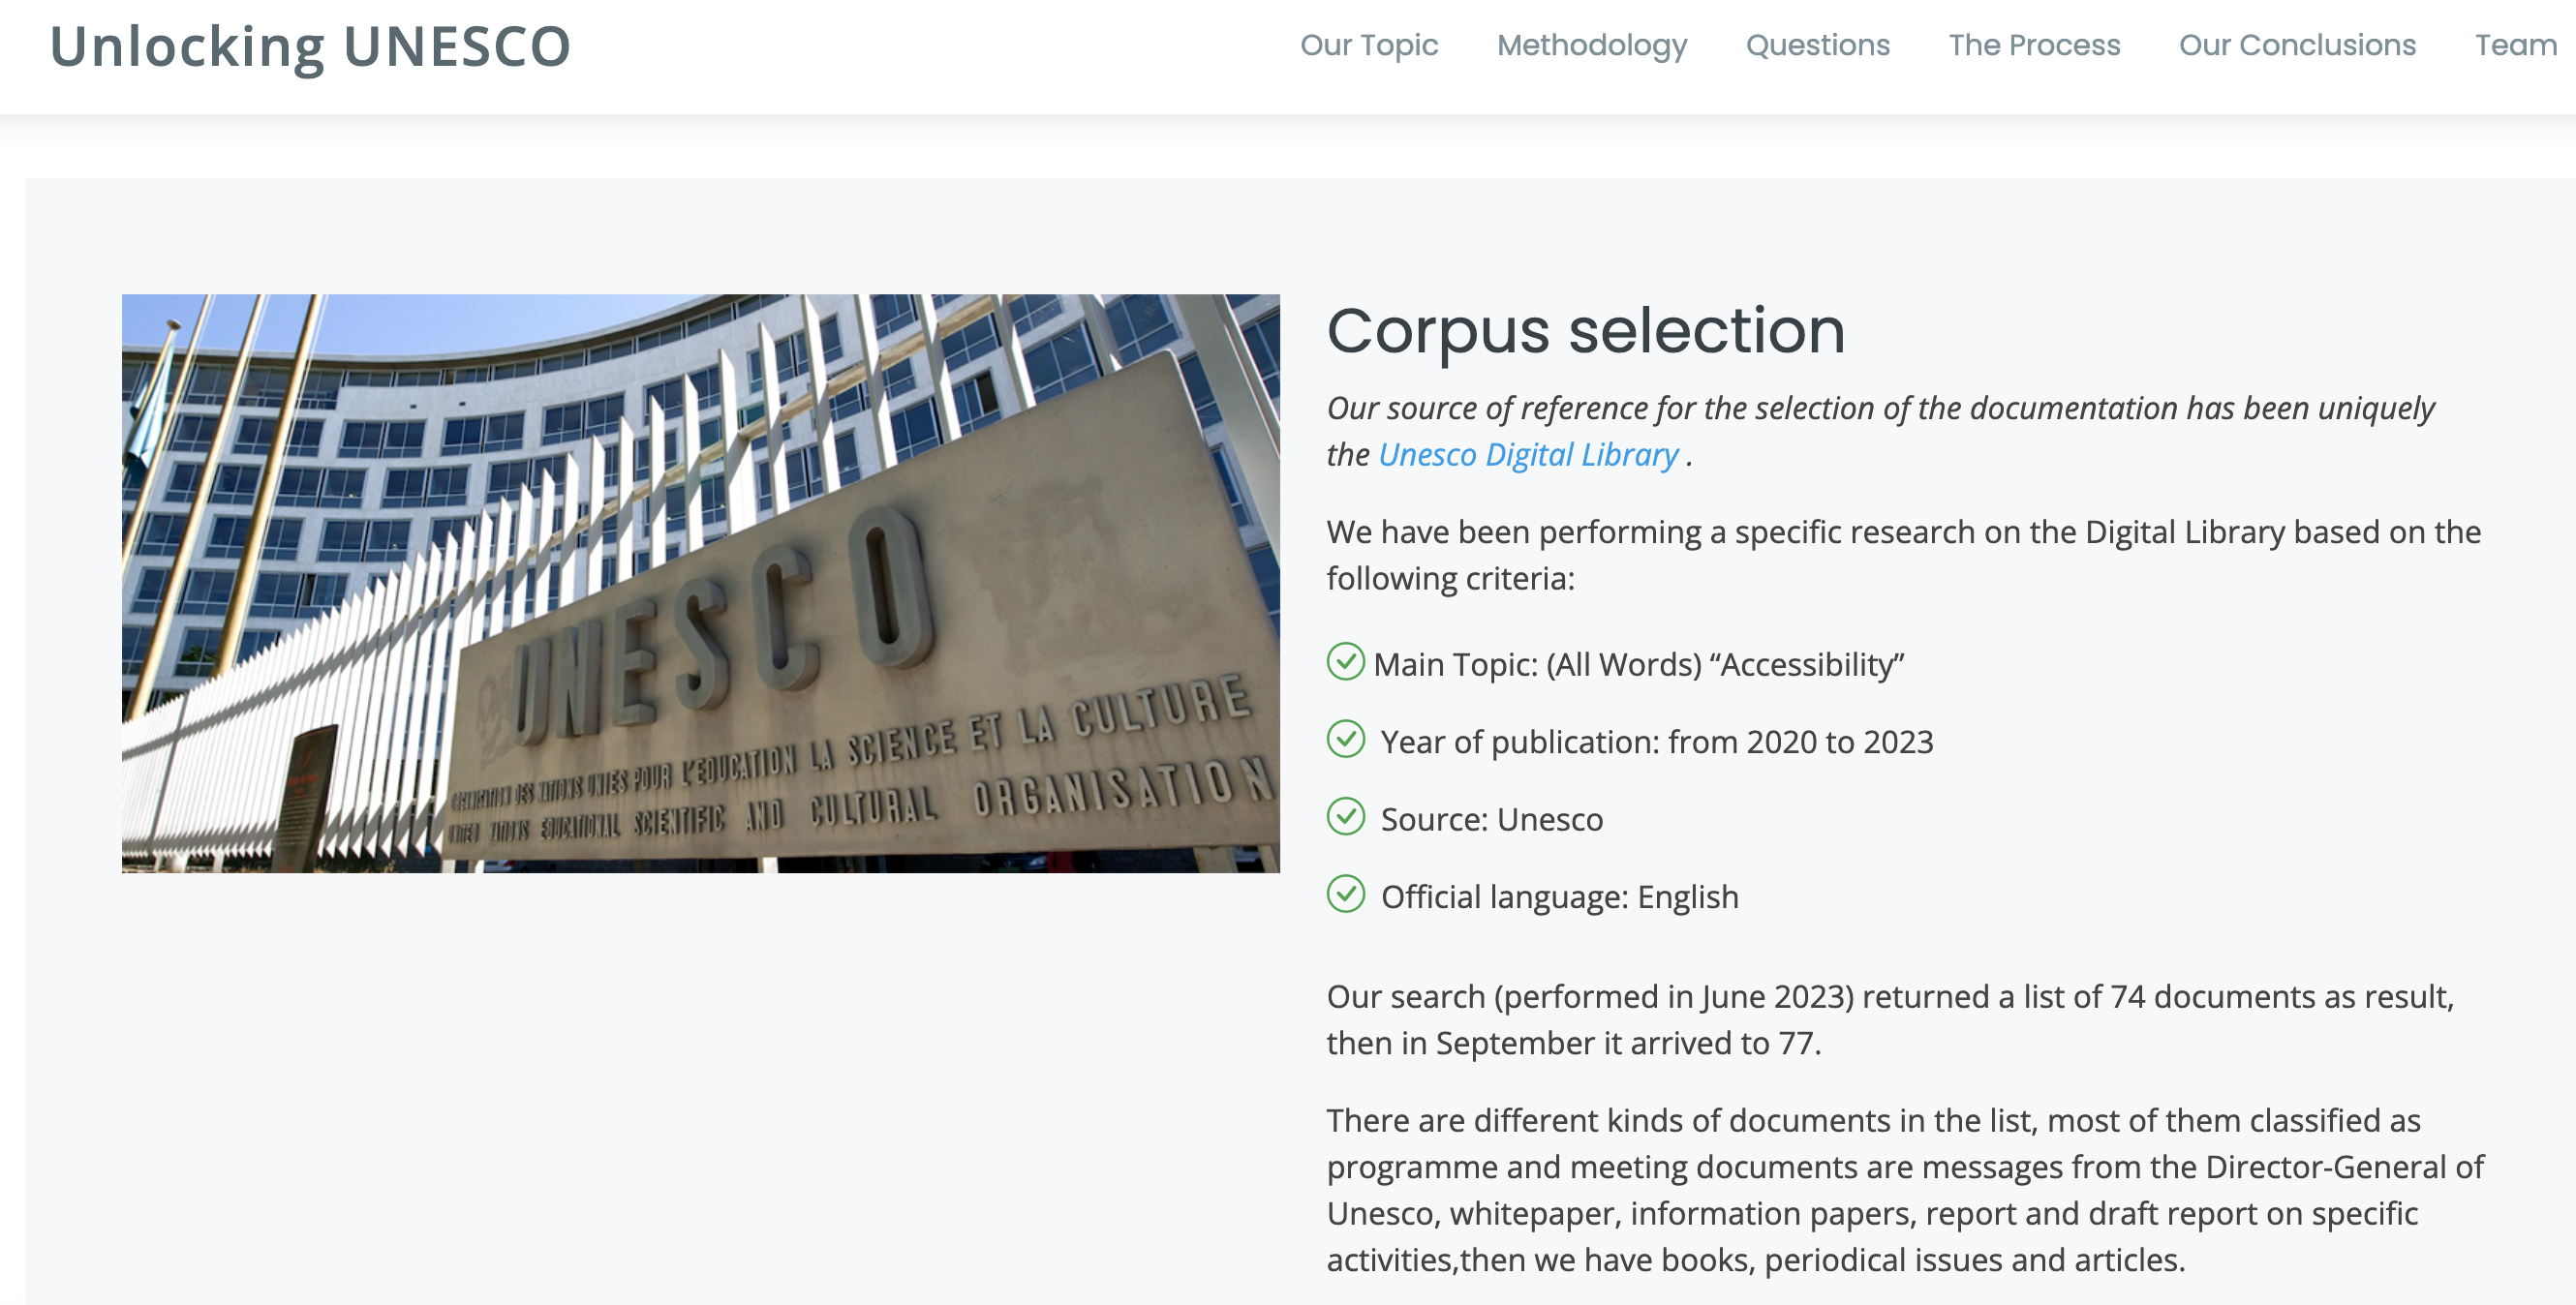 Unlocking UNESCO
Our Topic Methodology Questions The Process Our Conclusions Team
UNESCO
ORGANISATION DES NATIONS UNIES POUR L'EDUCATION LA SCIENCE ET LA CULTURE
UNITED NATIONS EDUCATIONAL SCIENTIFIC AND CULTURAL ORGANISATION
Corpus selection
Our source of reference for the selection of the documentation has been uniquely
the Unesco Digital Library .
We have been performing a specific research on the Digital Library based on the
following criteria:
Main Topic: (All Words) “Accessibility”
Year of publication: from 2020 to 2023
Source: Unesco
Official language: English
Our search (performed in June 2023) returned a list of 74 documents as result,
then in September it arrived to 77.
There are different kinds of documents in the list, most of them classified as
programme and meeting documents are messages from the Director-General of
Unesco, whitepaper, information papers, report and draft report on specific
activities,then we have books, periodical issues and articles.